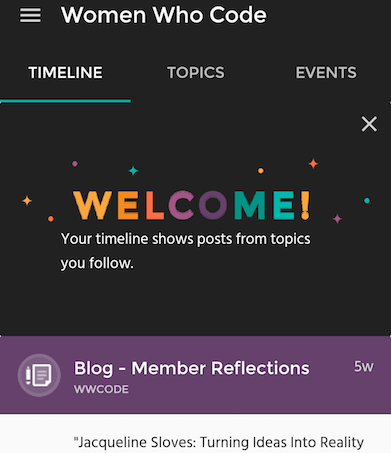 Women Who Code
TIMELINE TOPICS EVENTS
WELCOME!
Your timeline shows posts from topics
you follow.
Blog - Member Reflections 5w
WWCODE
"Jacqueline Sloves: Turning Ideas Into Reality